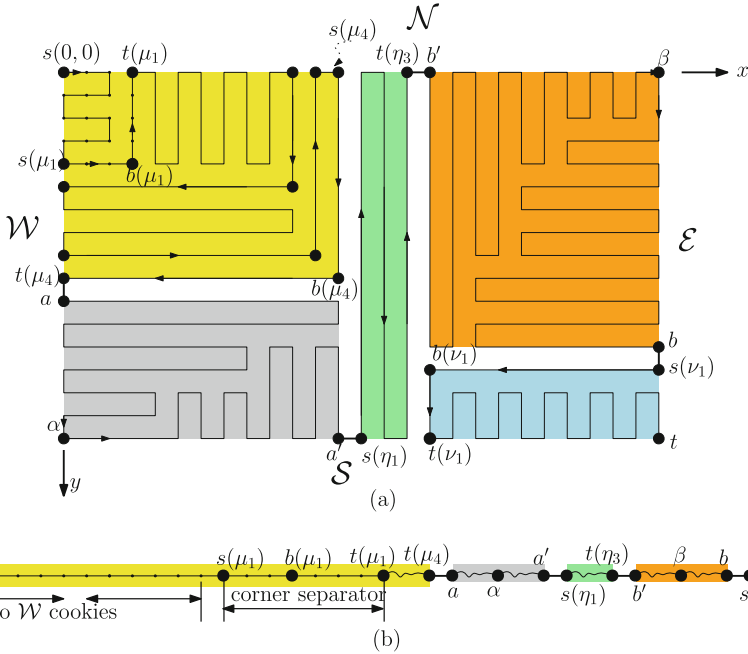 𝒩
s(0, 0) t(μ₁) s(μ₄) t(η₃) b′ β x
s(μ₁) b(μ₁)
𝒲 ℰ
t(μ₄) b(μ₄)
a b
b(ν₁) s(ν₁)
α a′ 𝒮 s(η₁) t(ν₁) t
y
(a)
s(μ₁) b(μ₁) t(μ₁) t(μ₄) a′ t(η₃) β b
o 𝒲 cookies corner separator a α s(η₁) b′ s
(b)